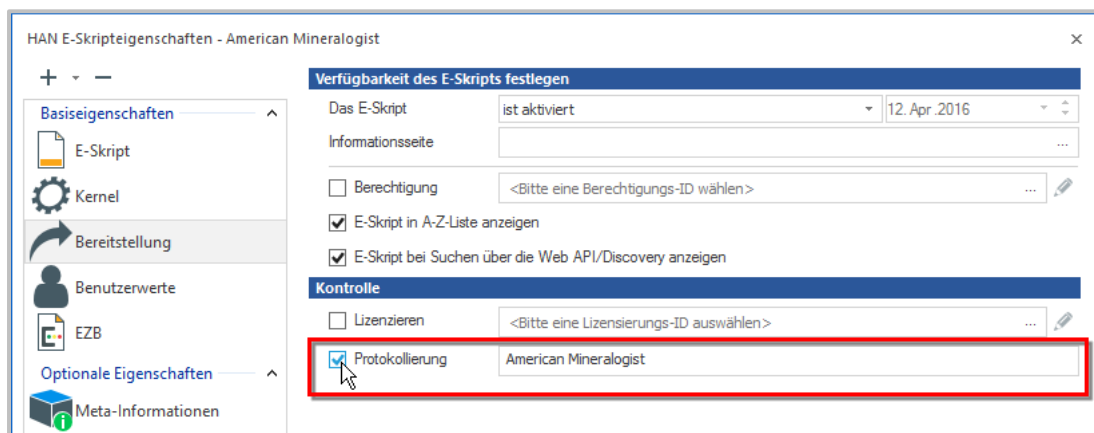 HAN E-Skripteigenschaften - American Mineralogist
Basiseigenschaften
E-Skript
Kernel
Bereitstellung
Benutzerwerte
EZB
Optionale Eigenschaften
Meta-Informationen
Verfügbarkeit des E-Skripts festlegen
Das E-Skript ist aktiviert 12. Apr .2016
Informationsseite ...
Berechtigung <Bitte eine Berechtigungs-ID wählen> ...
E-Skript in A-Z-Liste anzeigen
E-Skript bei Suchen über die Web API/Discovery anzeigen
Kontrolle
Lizenzieren <Bitte eine Lizensierungs-ID auswählen> ...
Protokollierung American Mineralogist